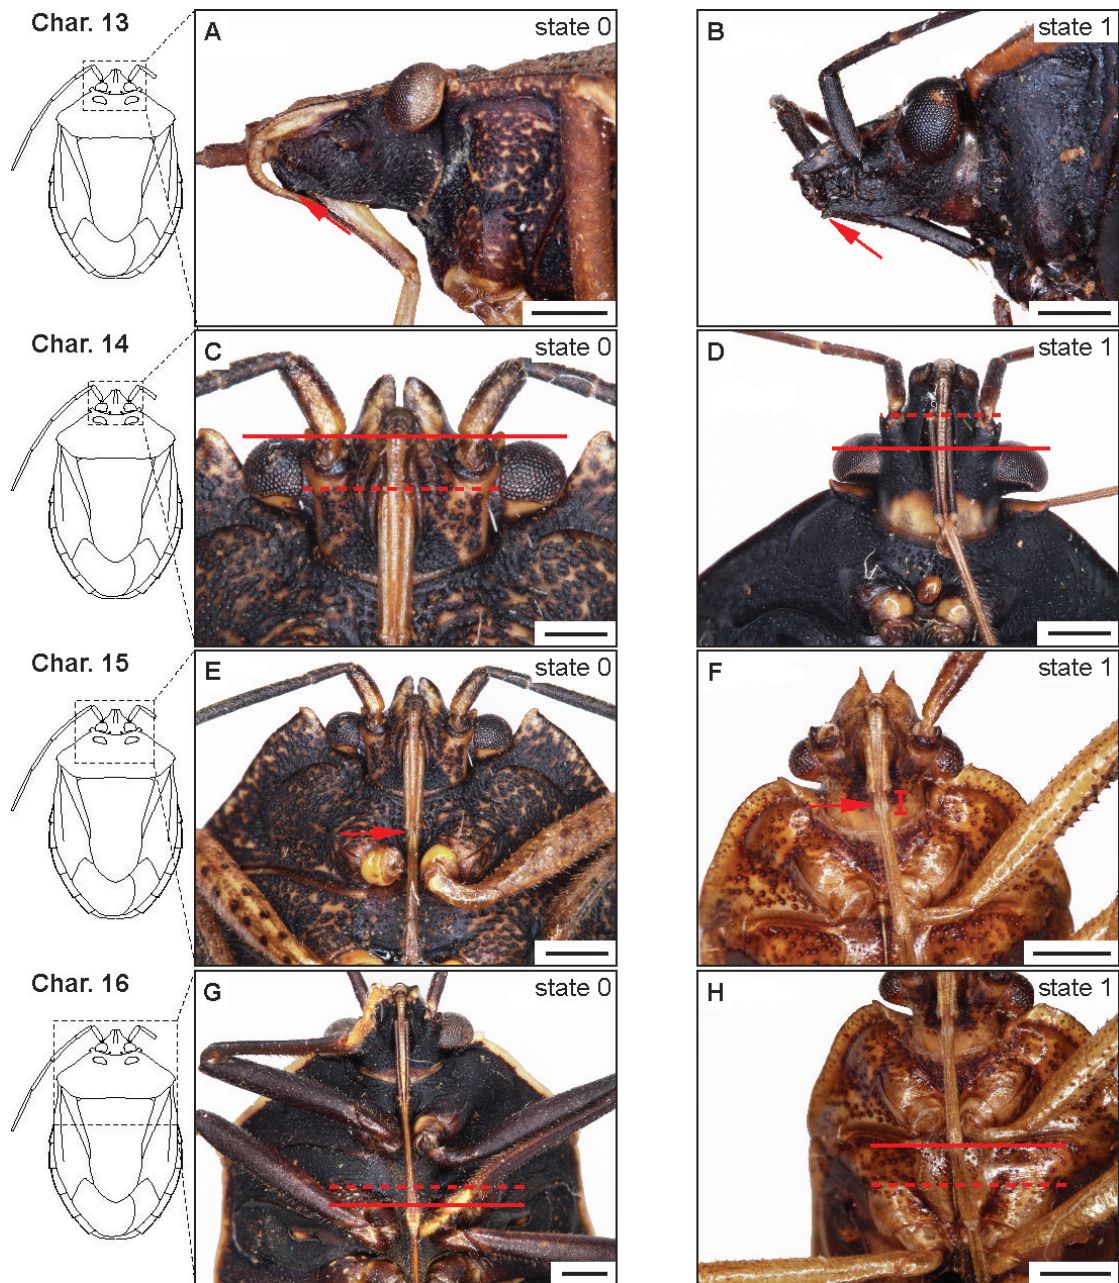 Char. 13
A
state 0
B
state 1
Char. 14
C
state 0
D
state 1
Char. 15
E
state 0
F
state 1
Char. 16
G
state 0
H
state 1